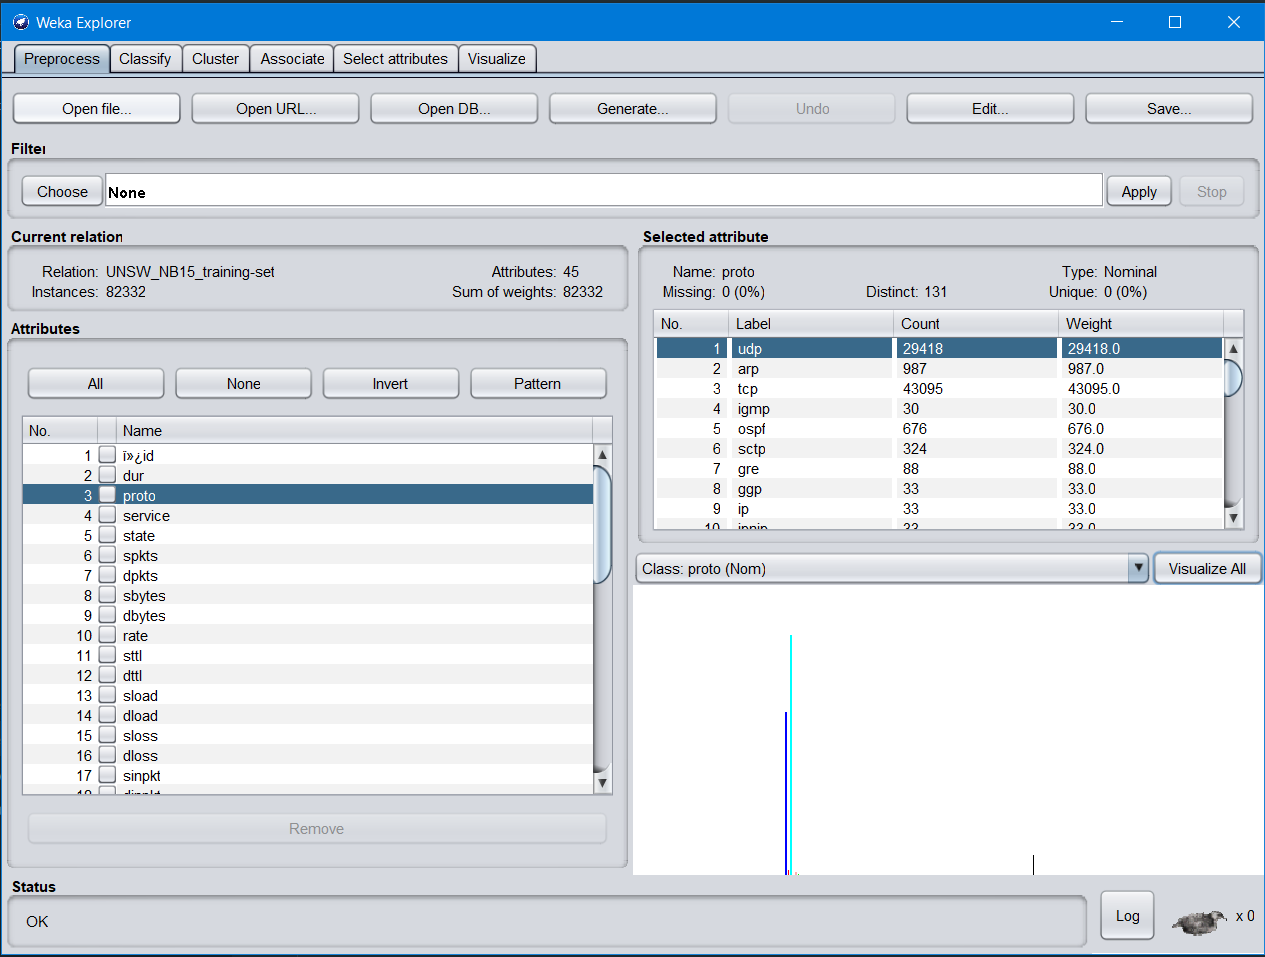 Weka Explorer
Preprocess Classify Cluster Associate Select attributes Visualize
Open file... Open URL... Open DB... Generate... Undo Edit... Save...
Filter
Choose None Apply Stop
Current relation
Relation: UNSW_NB15_training-set Attributes: 45
Instances: 82332 Sum of weights: 82332
Attributes
All None Invert Pattern
No. Name
1 ï»¿id
2 dur
3 proto
4 service
5 state
6 spkts
7 dpkts
8 sbytes
9 dbytes
10 rate
11 sttl
12 dttl
13 sload
14 dload
15 sloss
16 dloss
17 sinpkt
Remove
Selected attribute
Name: proto Type: Nominal
Missing: 0 (0%) Distinct: 131 Unique: 0 (0%)
No. Label Count Weight
1 udp 29418 29418.0
2 arp 987 987.0
3 tcp 43095 43095.0
4 igmp 30 30.0
5 ospf 676 676.0
6 sctp 324 324.0
7 gre 88 88.0
8 ggp 33 33.0
9 ip 33 33.0
Class: proto (Nom) Visualize All
Status
OK Log x 0